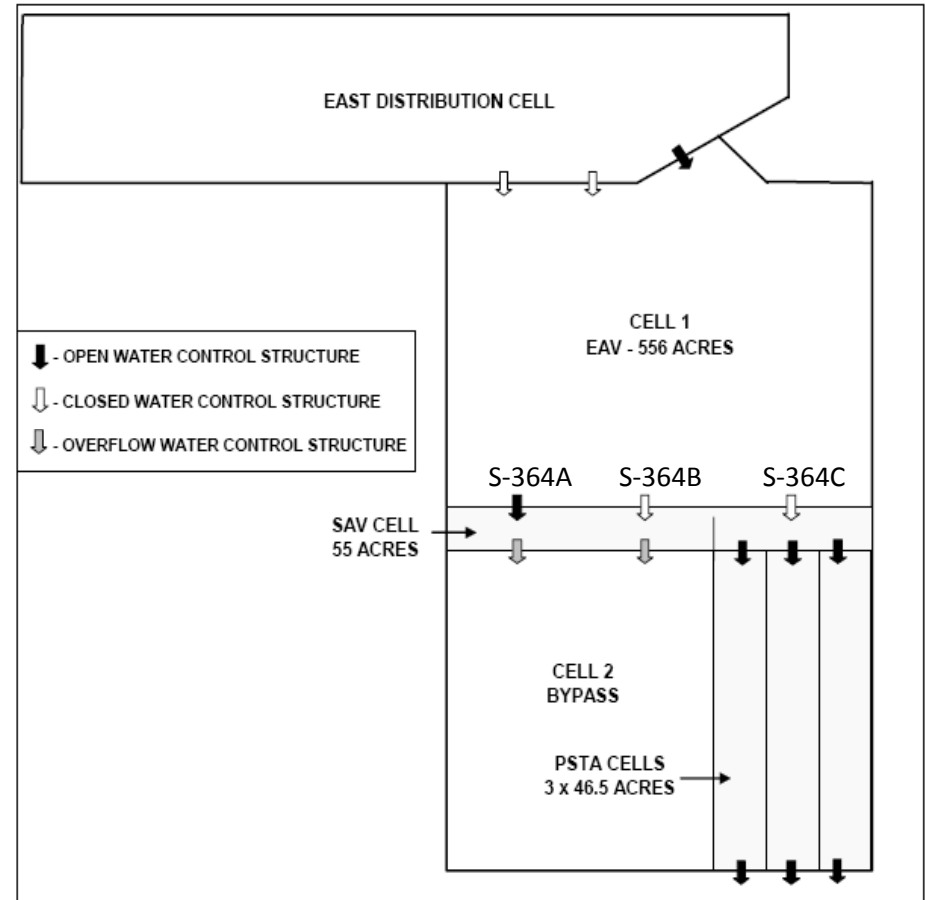 EAST DISTRIBUTION CELL
CELL 1
EAV - 556 ACRES
- OPEN WATER CONTROL STRUCTURE
- CLOSED WATER CONTROL STRUCTURE
- OVERFLOW WATER CONTROL STRUCTURE
S-364A S-364B S-364C
SAV CELL
55 ACRES
CELL 2
BYPASS
PSTA CELLS
3 x 46.5 ACRES